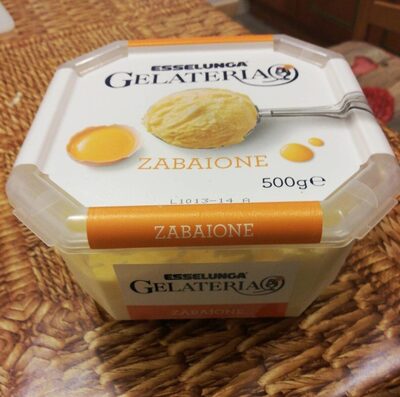 ESSELUNGA
GELATERIA
ZABAIONE
500g℮
L1013-14 A
ZABAIONE
ESSELUNGA
GELATERIA
ZABAIONE